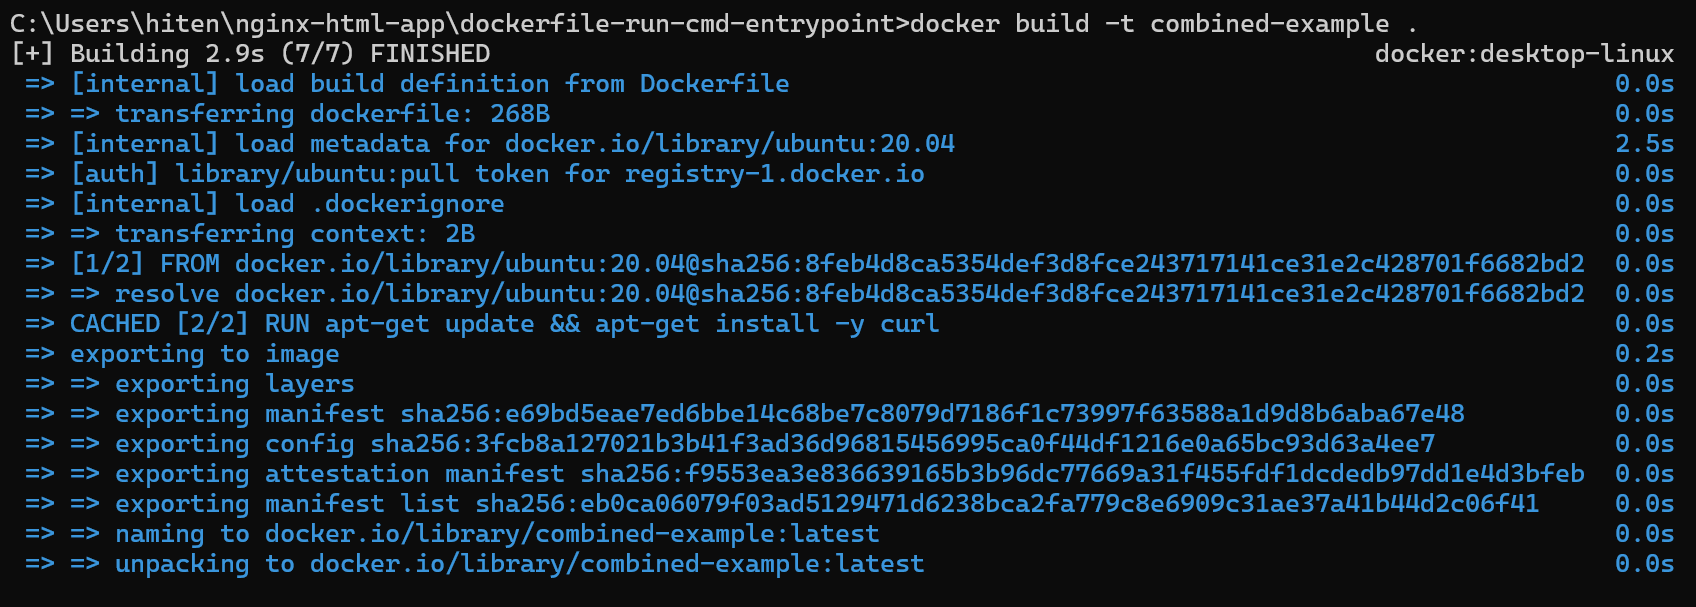 C:\Users\hiten\nginx-html-app\dockerfile-run-cmd-entrypoint>docker build -t combined-example .
[+] Building 2.9s (7/7) FINISHED docker:desktop-linux
=> [internal] load build definition from Dockerfile 0.0s
=> => transferring dockerfile: 268B 0.0s
=> [internal] load metadata for docker.io/library/ubuntu:20.04 2.5s
=> [auth] library/ubuntu:pull token for registry-1.docker.io 0.0s
=> [internal] load .dockerignore 0.0s
=> => transferring context: 2B 0.0s
=> [1/2] FROM docker.io/library/ubuntu:20.04@sha256:8feb4d8ca5354def3d8fce243717141ce31e2c428701f6682bd2 0.0s
=> => resolve docker.io/library/ubuntu:20.04@sha256:8feb4d8ca5354def3d8fce243717141ce31e2c428701f6682bd2 0.0s
=> CACHED [2/2] RUN apt-get update && apt-get install -y curl 0.0s
=> exporting to image 0.2s
=> => exporting layers 0.0s
=> => exporting manifest sha256:e69bd5eae7ed6bbe14c68be7c8079d7186f1c73997f63588a1d9d8b6aba67e48 0.0s
=> => exporting config sha256:3fcb8a127021b3b41f3ad36d96815456995ca0f44df1216e0a65bc93d63a4ee7 0.0s
=> => exporting attestation manifest sha256:f9553ea3e836639165b3b96dc77669a31f455fdf1dcdedb97dd1e4d3bfeb 0.0s
=> => exporting manifest list sha256:eb0ca06079f03ad5129471d6238bca2fa779c8e6909c31ae37a41b44d2c06f41 0.0s
=> => naming to docker.io/library/combined-example:latest 0.0s
=> => unpacking to docker.io/library/combined-example:latest 0.0s